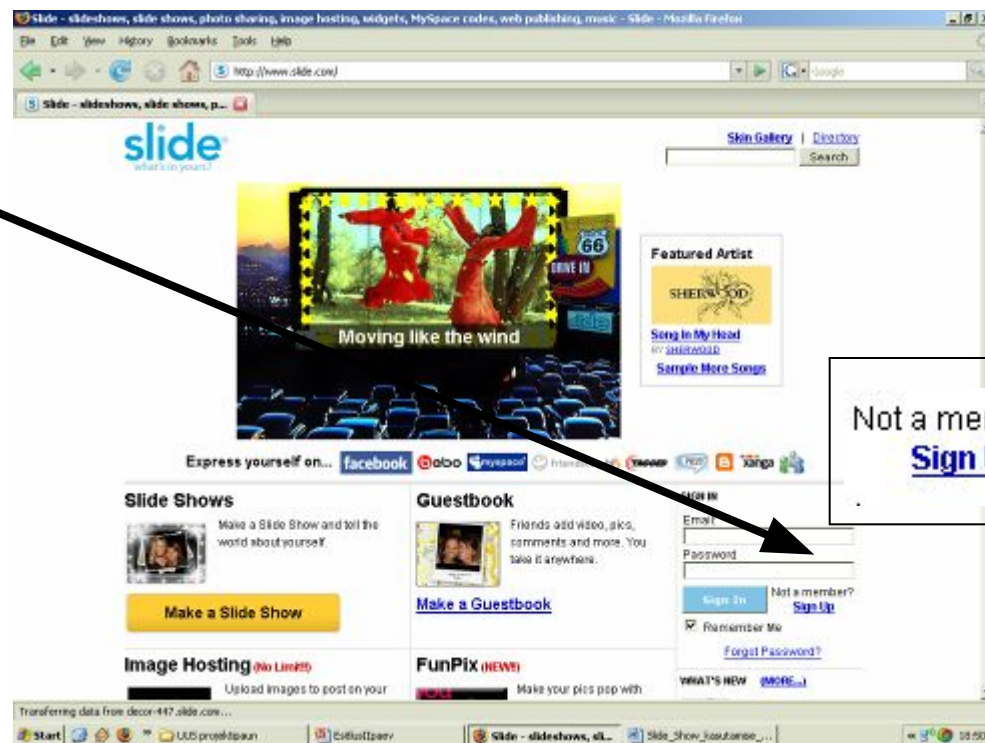 Slide - slideshows, slide shows, photo sharing, image hosting, widgets, MySpace codes, web publishing, music - Slide - Mozilla Firefox
File Edit View History Bookmarks Tools Help
http://www.slide.com/
Google
Slide - slideshows, slide shows, p...
slide
what's in yours?
Skin Gallery | Directory
Search
66
DRIVE IN
slide
Moving like the wind
Featured Artist
SHERWOOD
Song In My Head
BY SHERWOOD
Sample More Songs
Not a me
Sign
Express yourself on... facebook bebo myspace TAGGED xanga
Slide Shows
Make a Slide Show and tell the
world about yourself.
Make a Slide Show
Guestbook
Friends add video, pics,
comments and more. You
take it anywhere.
Make a Guestbook
SIGN IN
Email
Password
Sign In
Not a member?
Sign Up
Remember Me
Forgot Password?
Image Hosting (No Limit!!)
Upload images to post on your
FunPix (NEW!!)
Make your pics pop with
WHAT'S NEW (MORE...)
Transferring data from decor-447.slide.com...
Start
UUS projektipaun
Slide - slideshows, sli...
Slide_Show_kasutamise_...
18:50